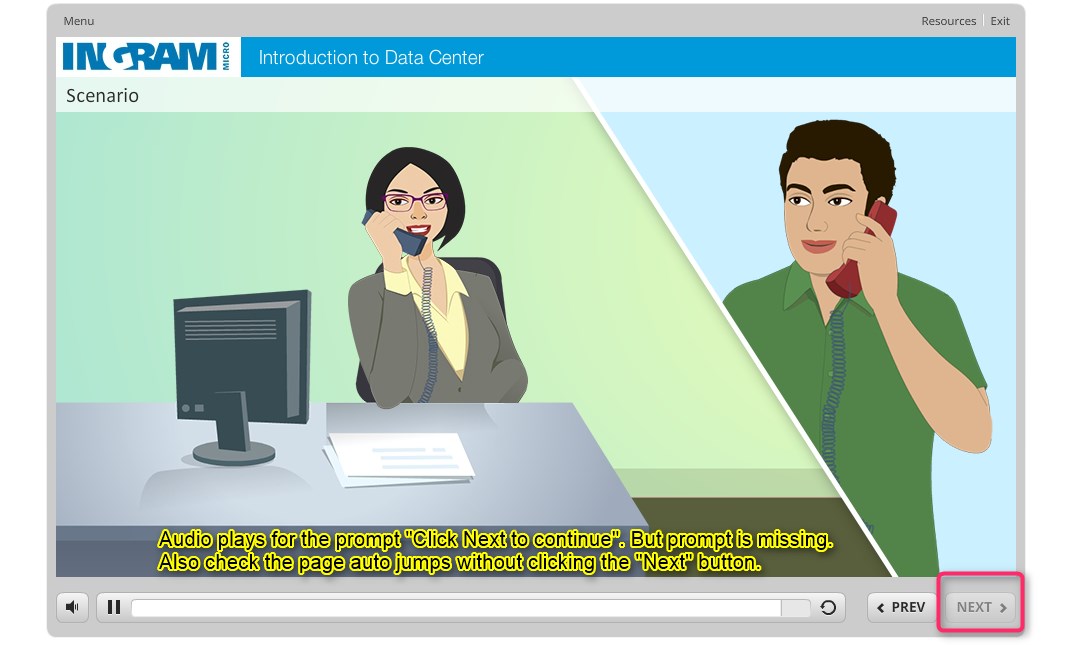 Menu
Resources | Exit
INGRAM MICRO
Introduction to Data Center
Scenario
Audio plays for the prompt "Click Next to continue". But prompt is missing.
Also check the page auto jumps without clicking the "Next" button.
PREV
NEXT